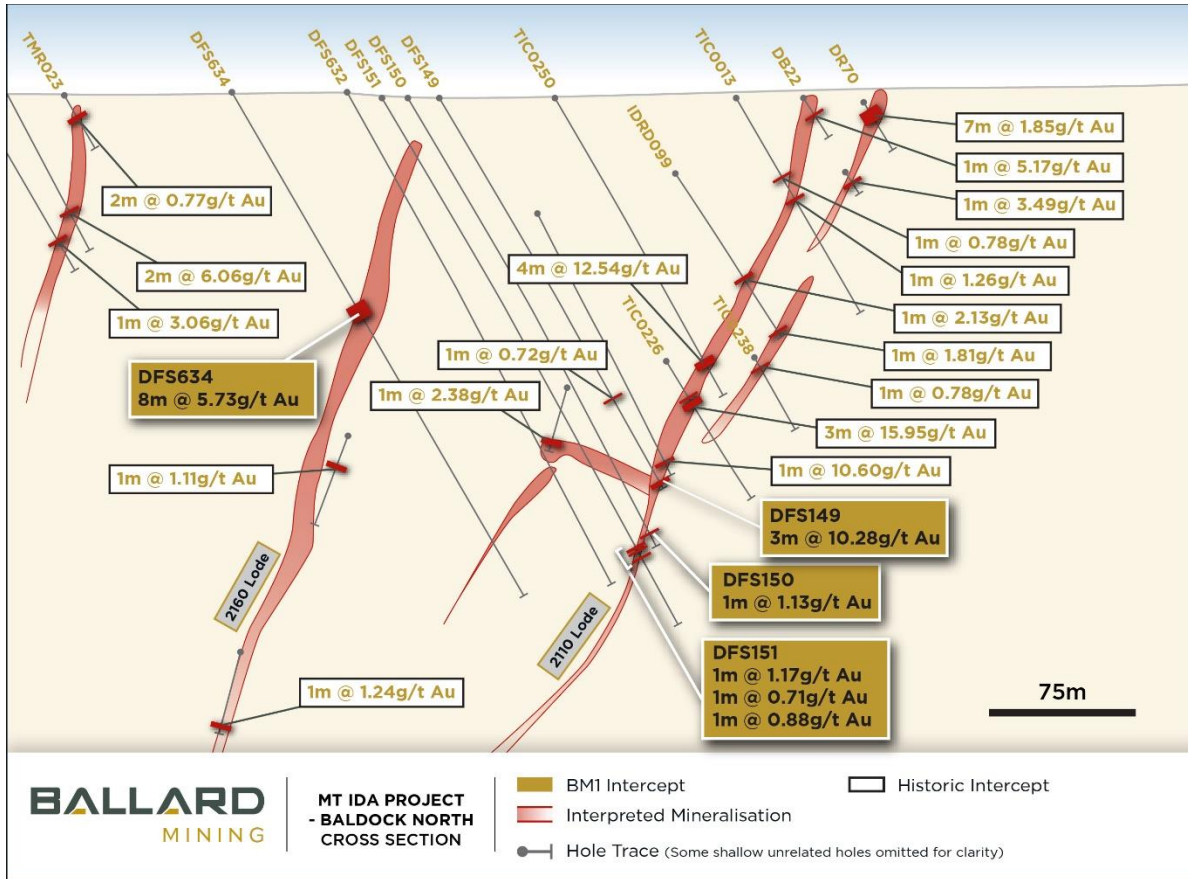 TMR023
DFS634
DFS632
DFS151
DFS150
DFS149
TIC0250
TIC0013
DB22
DR70
IDRD099
7m @ 1.85g/t Au
1m @ 5.17g/t Au
2m @ 0.77g/t Au
1m @ 3.49g/t Au
1m @ 0.78g/t Au
4m @ 12.54g/t Au
2m @ 6.06g/t Au
1m @ 1.26g/t Au
1m @ 3.06g/t Au
1m @ 2.13g/t Au
TIC0226
1m @ 0.72g/t Au
1m @ 1.81g/t Au
DFS634
8m @ 5.73g/t Au
1m @ 2.38g/t Au
1m @ 0.78g/t Au
3m @ 15.95g/t Au
1m @ 1.11g/t Au
1m @ 10.60g/t Au
DFS149
3m @ 10.28g/t Au
DFS150
1m @ 1.13g/t Au
2160 Lode
2110 Lode
DFS151
1m @ 1.17g/t Au
1m @ 0.71g/t Au
1m @ 0.88g/t Au
1m @ 1.24g/t Au
75m
BALLARD
MINING
MT IDA PROJECT
- BALDOCK NORTH
CROSS SECTION
BM1 Intercept
Historic Intercept
Interpreted Mineralisation
Hole Trace (Some shallow unrelated holes omitted for clarity)